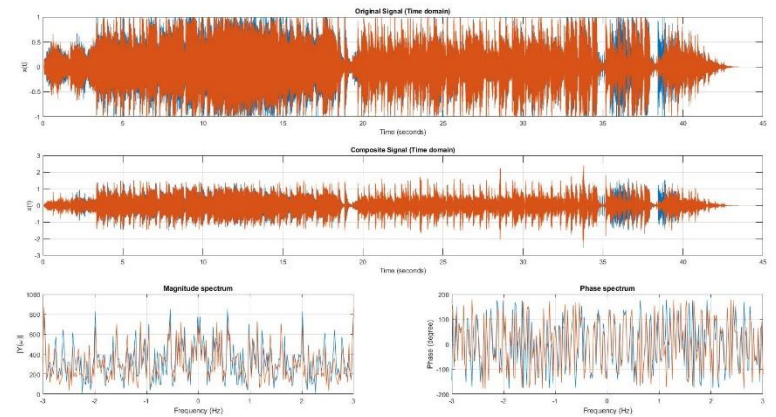 Original Signal (Time domain)
1
0.5
0
-0.5
-1
x(t)
0 5 10 15 20 25 30 35 40 45
Time (seconds)
Composite Signal (Time domain)
3
2
1
0
-1
-2
-3
x(t)
0 5 10 15 20 25 30 35 40 45
Time (seconds)
Magnitude spectrum
1000
800
600
400
200
0
-3 -2 -1 0 1 2 3
Frequency (Hz)
Phase spectrum
200
100
0
-100
-200
Phase (degree)
-3 -2 -1 0 1 2 3
Frequency (Hz)